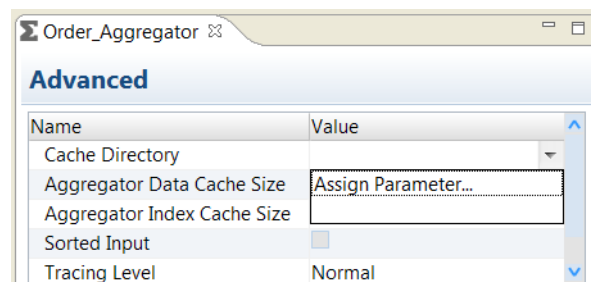 Order_Aggregator
Advanced
Name Value
Cache Directory
Aggregator Data Cache Size Assign Parameter...
Aggregator Index Cache Size
Sorted Input
Tracing Level Normal